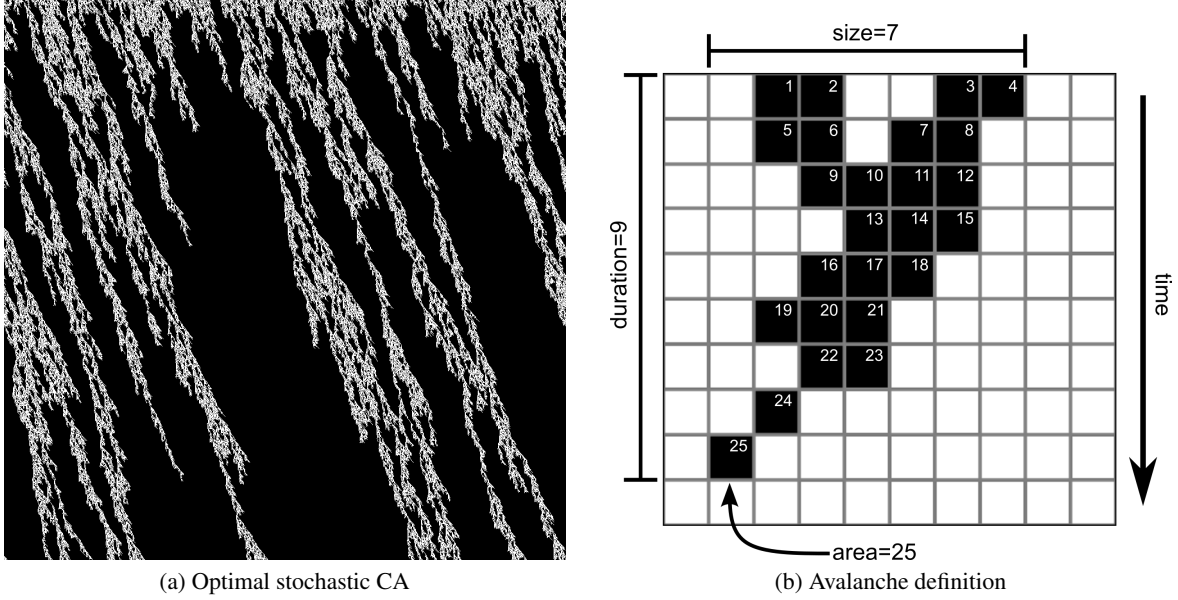 size=7
1 2 3 4
5 6 7 8
9 10 11 12
13 14 15
16 17 18
19 20 21
22 23
24
25
duration=9
time
area=25
(a) Optimal stochastic CA
(b) Avalanche definition